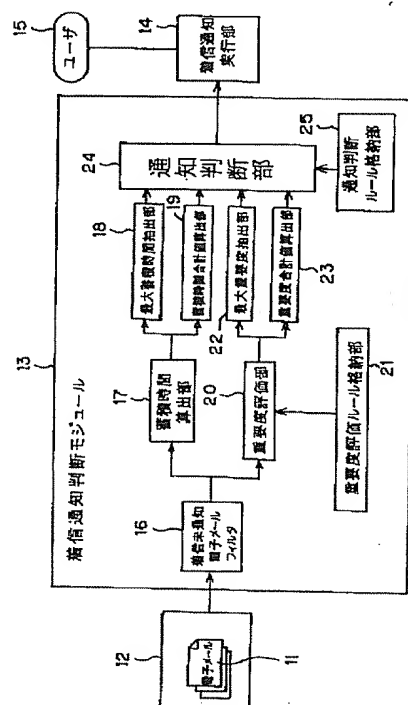 12
電子メール
11
13
着信通知判断モジュール
16
着信未通知
電子メール
フィルタ
17
蓄積時間
算出部
20
重要度評価部
重要度評価ルール格納部
21
18
最大蓄積時間抽出部
19
蓄積時間合計値算出部
22
最大重要度抽出部
重要度合計値算出部
23
24
通知判断部
25
通知判断
ルール格納部
14
着信通知
実行部
15
ユーザ